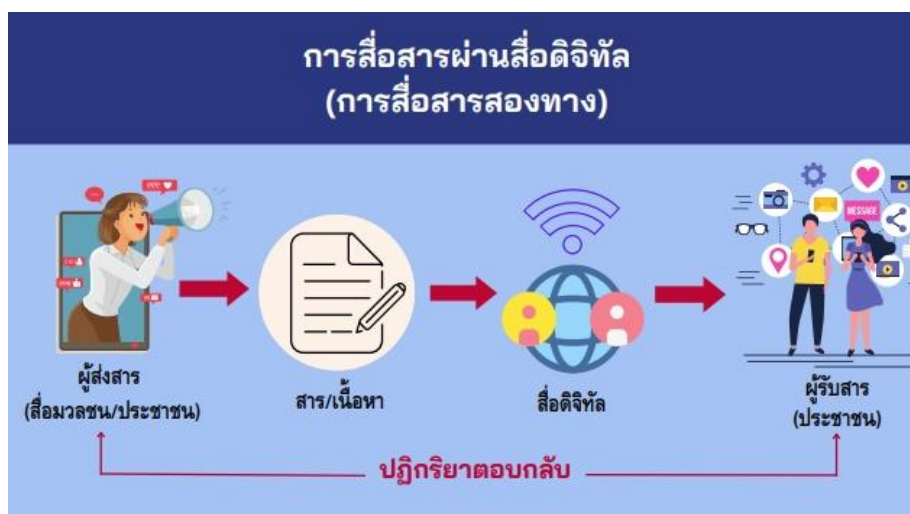 การสื่อสารผ่านสื่อดิจิทัล
(การสื่อสารสองทาง)
MESSAGE
ผู้ส่งสาร
(สื่อมวลชน/ประชาชน)
สาร/เนื้อหา
สื่อดิจิทัล
ผู้รับสาร
(ประชาชน)
ปฏิกริยาตอบกลับ